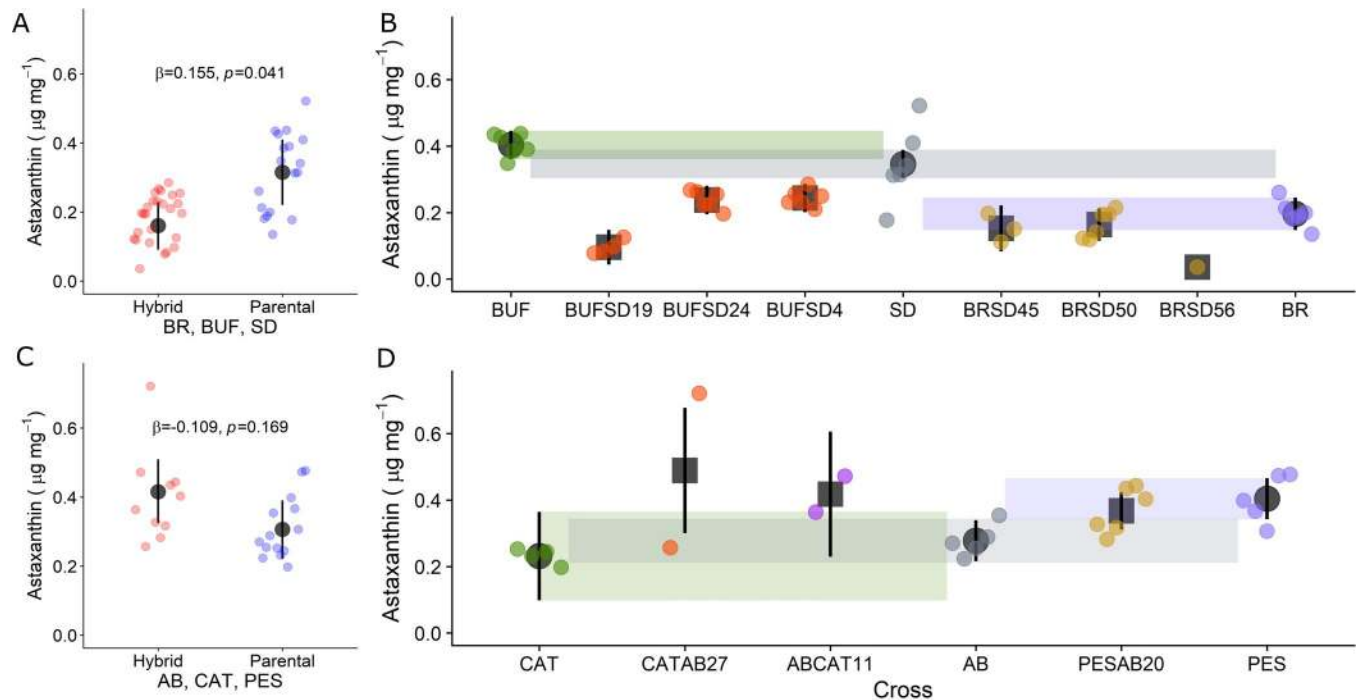 A
Astaxanthin ( μg mg⁻¹)
0.6
0.4
0.2
0.0
β=0.155, p=0.041
Hybrid Parental
BR, BUF, SD
B
Astaxanthin ( μg mg⁻¹)
0.6
0.4
0.2
0.0
BUF BUFSD19 BUFSD24 BUFSD4 SD BRSD45 BRSD50 BRSD56 BR
C
Astaxanthin ( μg mg⁻¹)
0.6
0.4
0.2
0.0
β=-0.109, p=0.169
Hybrid Parental
AB, CAT, PES
D
Astaxanthin ( μg mg⁻¹)
0.6
0.4
0.2
0.0
CAT CATAB27 ABCAT11 AB PESAB20 PES
Cross